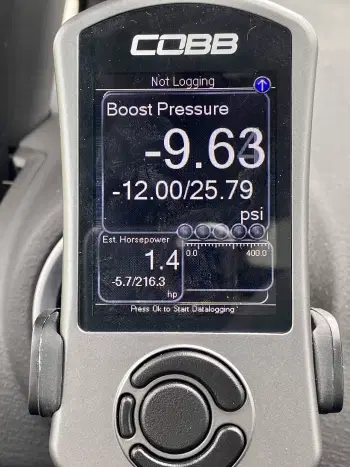 COBB
Not Logging
Boost Pressure
-9.63
-12.00/25.79
psi
Est. Horsepower
1.4
-5.7/216.3
hp
0.0 400.0
Press Ok to Start Datalogging